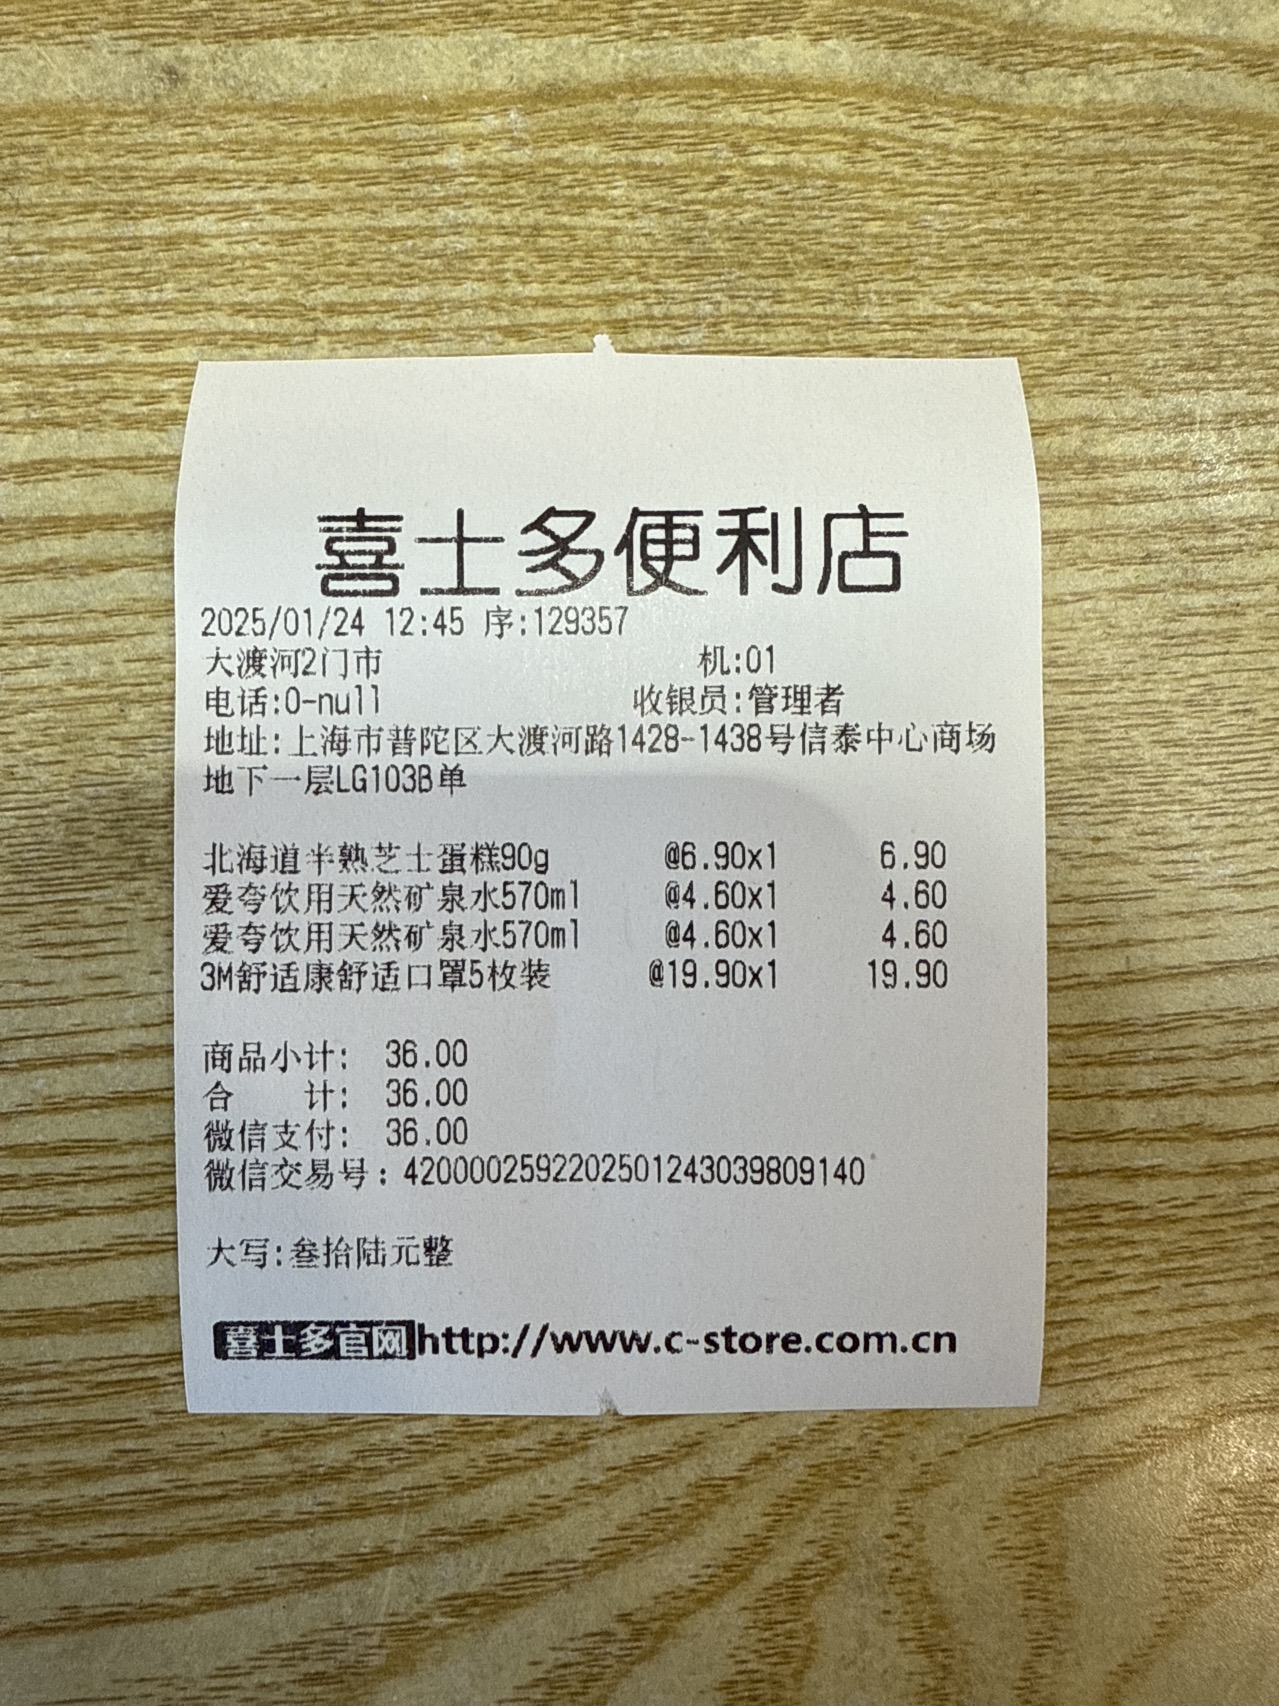 喜士多便利店
2025/01/24 12:45 序:129357
大渡河2门市 机:01
电话:0-null 收银员:管理者
地址:上海市普陀区大渡河路1428-1438号信泰中心商场
地下一层LG103B单
北海道半熟芝士蛋糕90g @6.90x1 6.90
爱夸饮用天然矿泉水570ml @4.60x1 4.60
爱夸饮用天然矿泉水570ml @4.60x1 4.60
3M舒适康舒适口罩5枚装 @19.90x1 19.90
商品小计: 36.00
合 计: 36.00
微信支付: 36.00
微信交易号：4200002592202501243039809140
大写:叁拾陆元整
喜士多官网http://www.c-store.com.cn